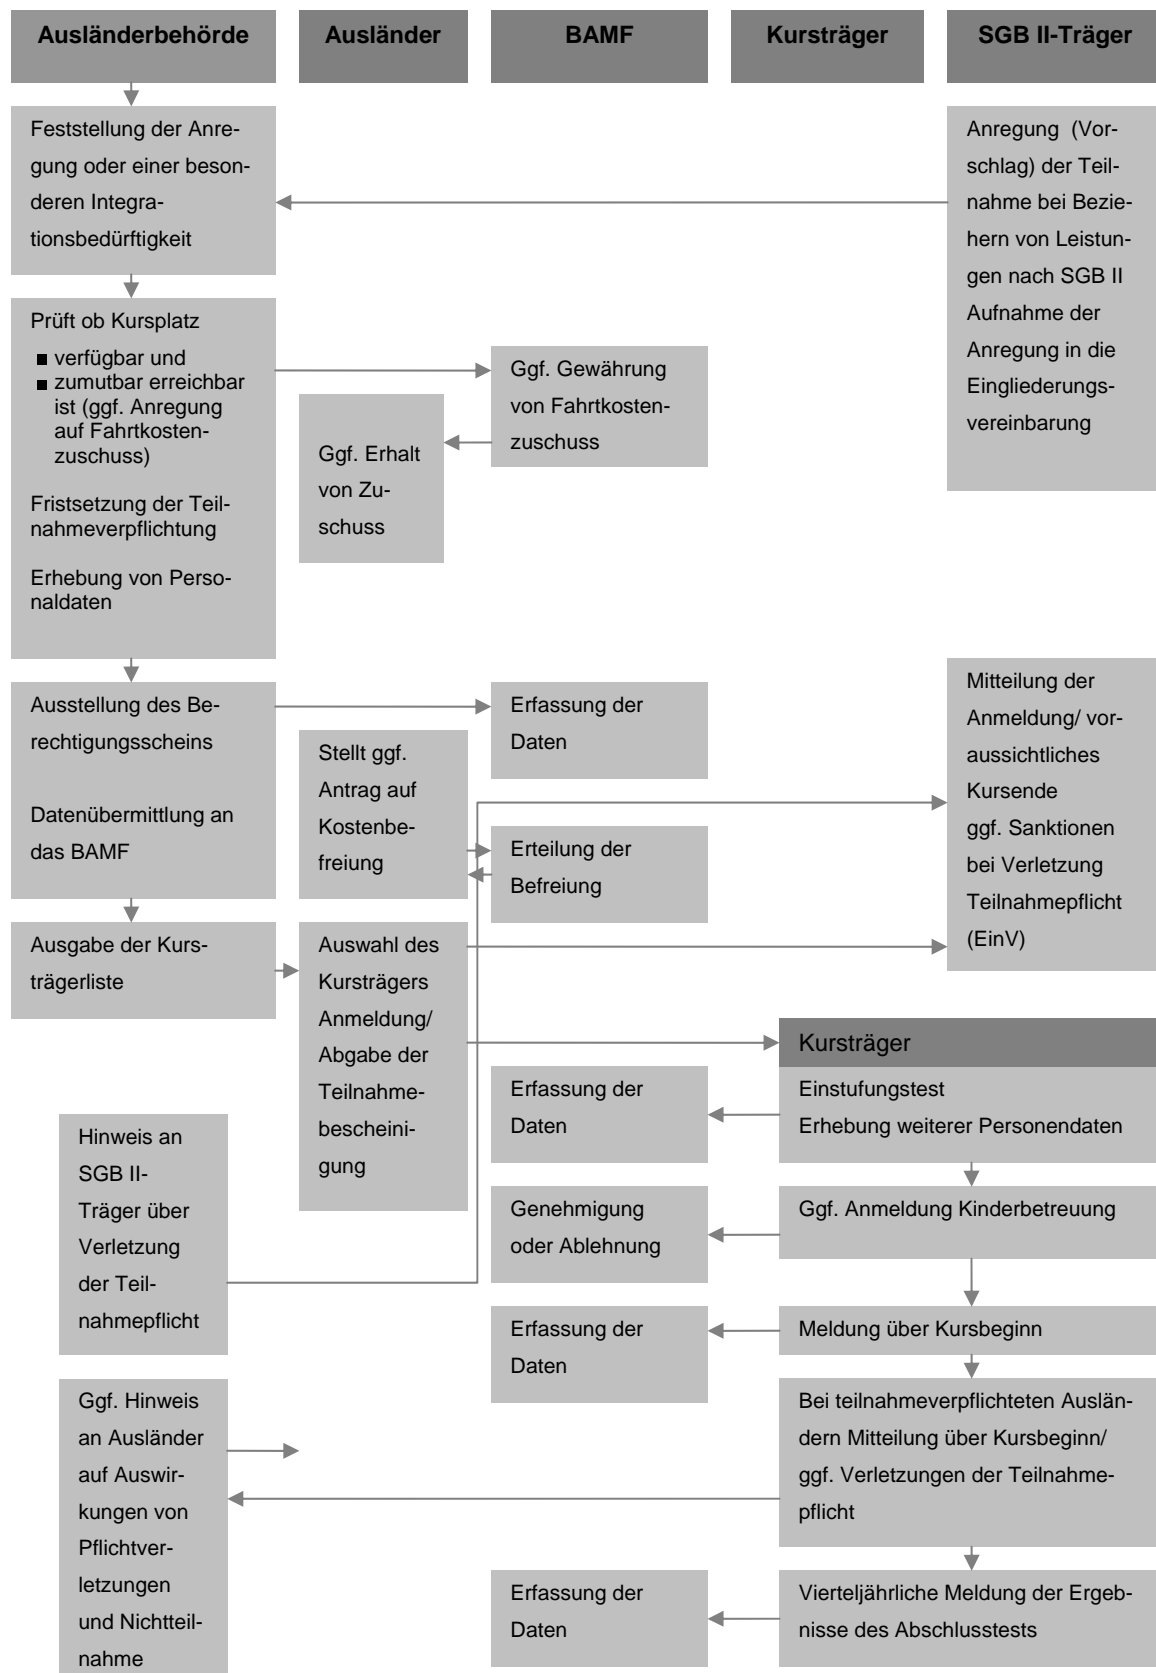 Ausländerbehörde
Ausländer
BAMF
Kursträger
SGB II-Träger
Feststellung der Anre-
gung oder einer beson-
deren Integra-
tionsbedürftigkeit
Anregung (Vor-
schlag) der Teil-
nahme bei Bezie-
hern von Leistun-
gen nach SGB II
Aufnahme der
Anregung in die
Eingliederungs-
vereinbarung
Prüft ob Kursplatz
verfügbar und
zumutbar erreichbar
ist (ggf. Anregung
auf Fahrtkosten-
zuschuss)
Fristsetzung der Teil-
nahmeverpflichtung
Erhebung von Perso-
naldaten
Ggf. Gewährung
von Fahrtkosten-
zuschuss
Ggf. Erhalt
von Zu-
schuss
Ausstellung des Be-
rechtigungsscheins
Datenübermittlung an
das BAMF
Erfassung der
Daten
Stellt ggf.
Antrag auf
Kostenbe-
freiung
Erteilung der
Befreiung
Mitteilung der
Anmeldung/ vor-
aussichtliches
Kursende
ggf. Sanktionen
bei Verletzung
Teilnahmepflicht
(EinV)
Ausgabe der Kurs-
trägerliste
Auswahl des
Kursträgers
Anmeldung/
Abgabe der
Teilnahme-
bescheini-
gung
Kursträger
Einstufungstest
Erhebung weiterer Personendaten
Erfassung der
Daten
Hinweis an
SGB II-
Träger über
Verletzung
der Teil-
nahmepflicht
Genehmigung
oder Ablehnung
Ggf. Anmeldung Kinderbetreuung
Erfassung der
Daten
Meldung über Kursbeginn
Ggf. Hinweis
an Ausländer
auf Auswir-
kungen von
Pflichtver-
letzungen
und Nichtteil-
nahme
Bei teilnahmeverpflichteten Auslän-
dern Mitteilung über Kursbeginn/
ggf. Verletzungen der Teilnahme-
pflicht
Erfassung der
Daten
Vierteljährliche Meldung der Ergeb-
nisse des Abschlusstests